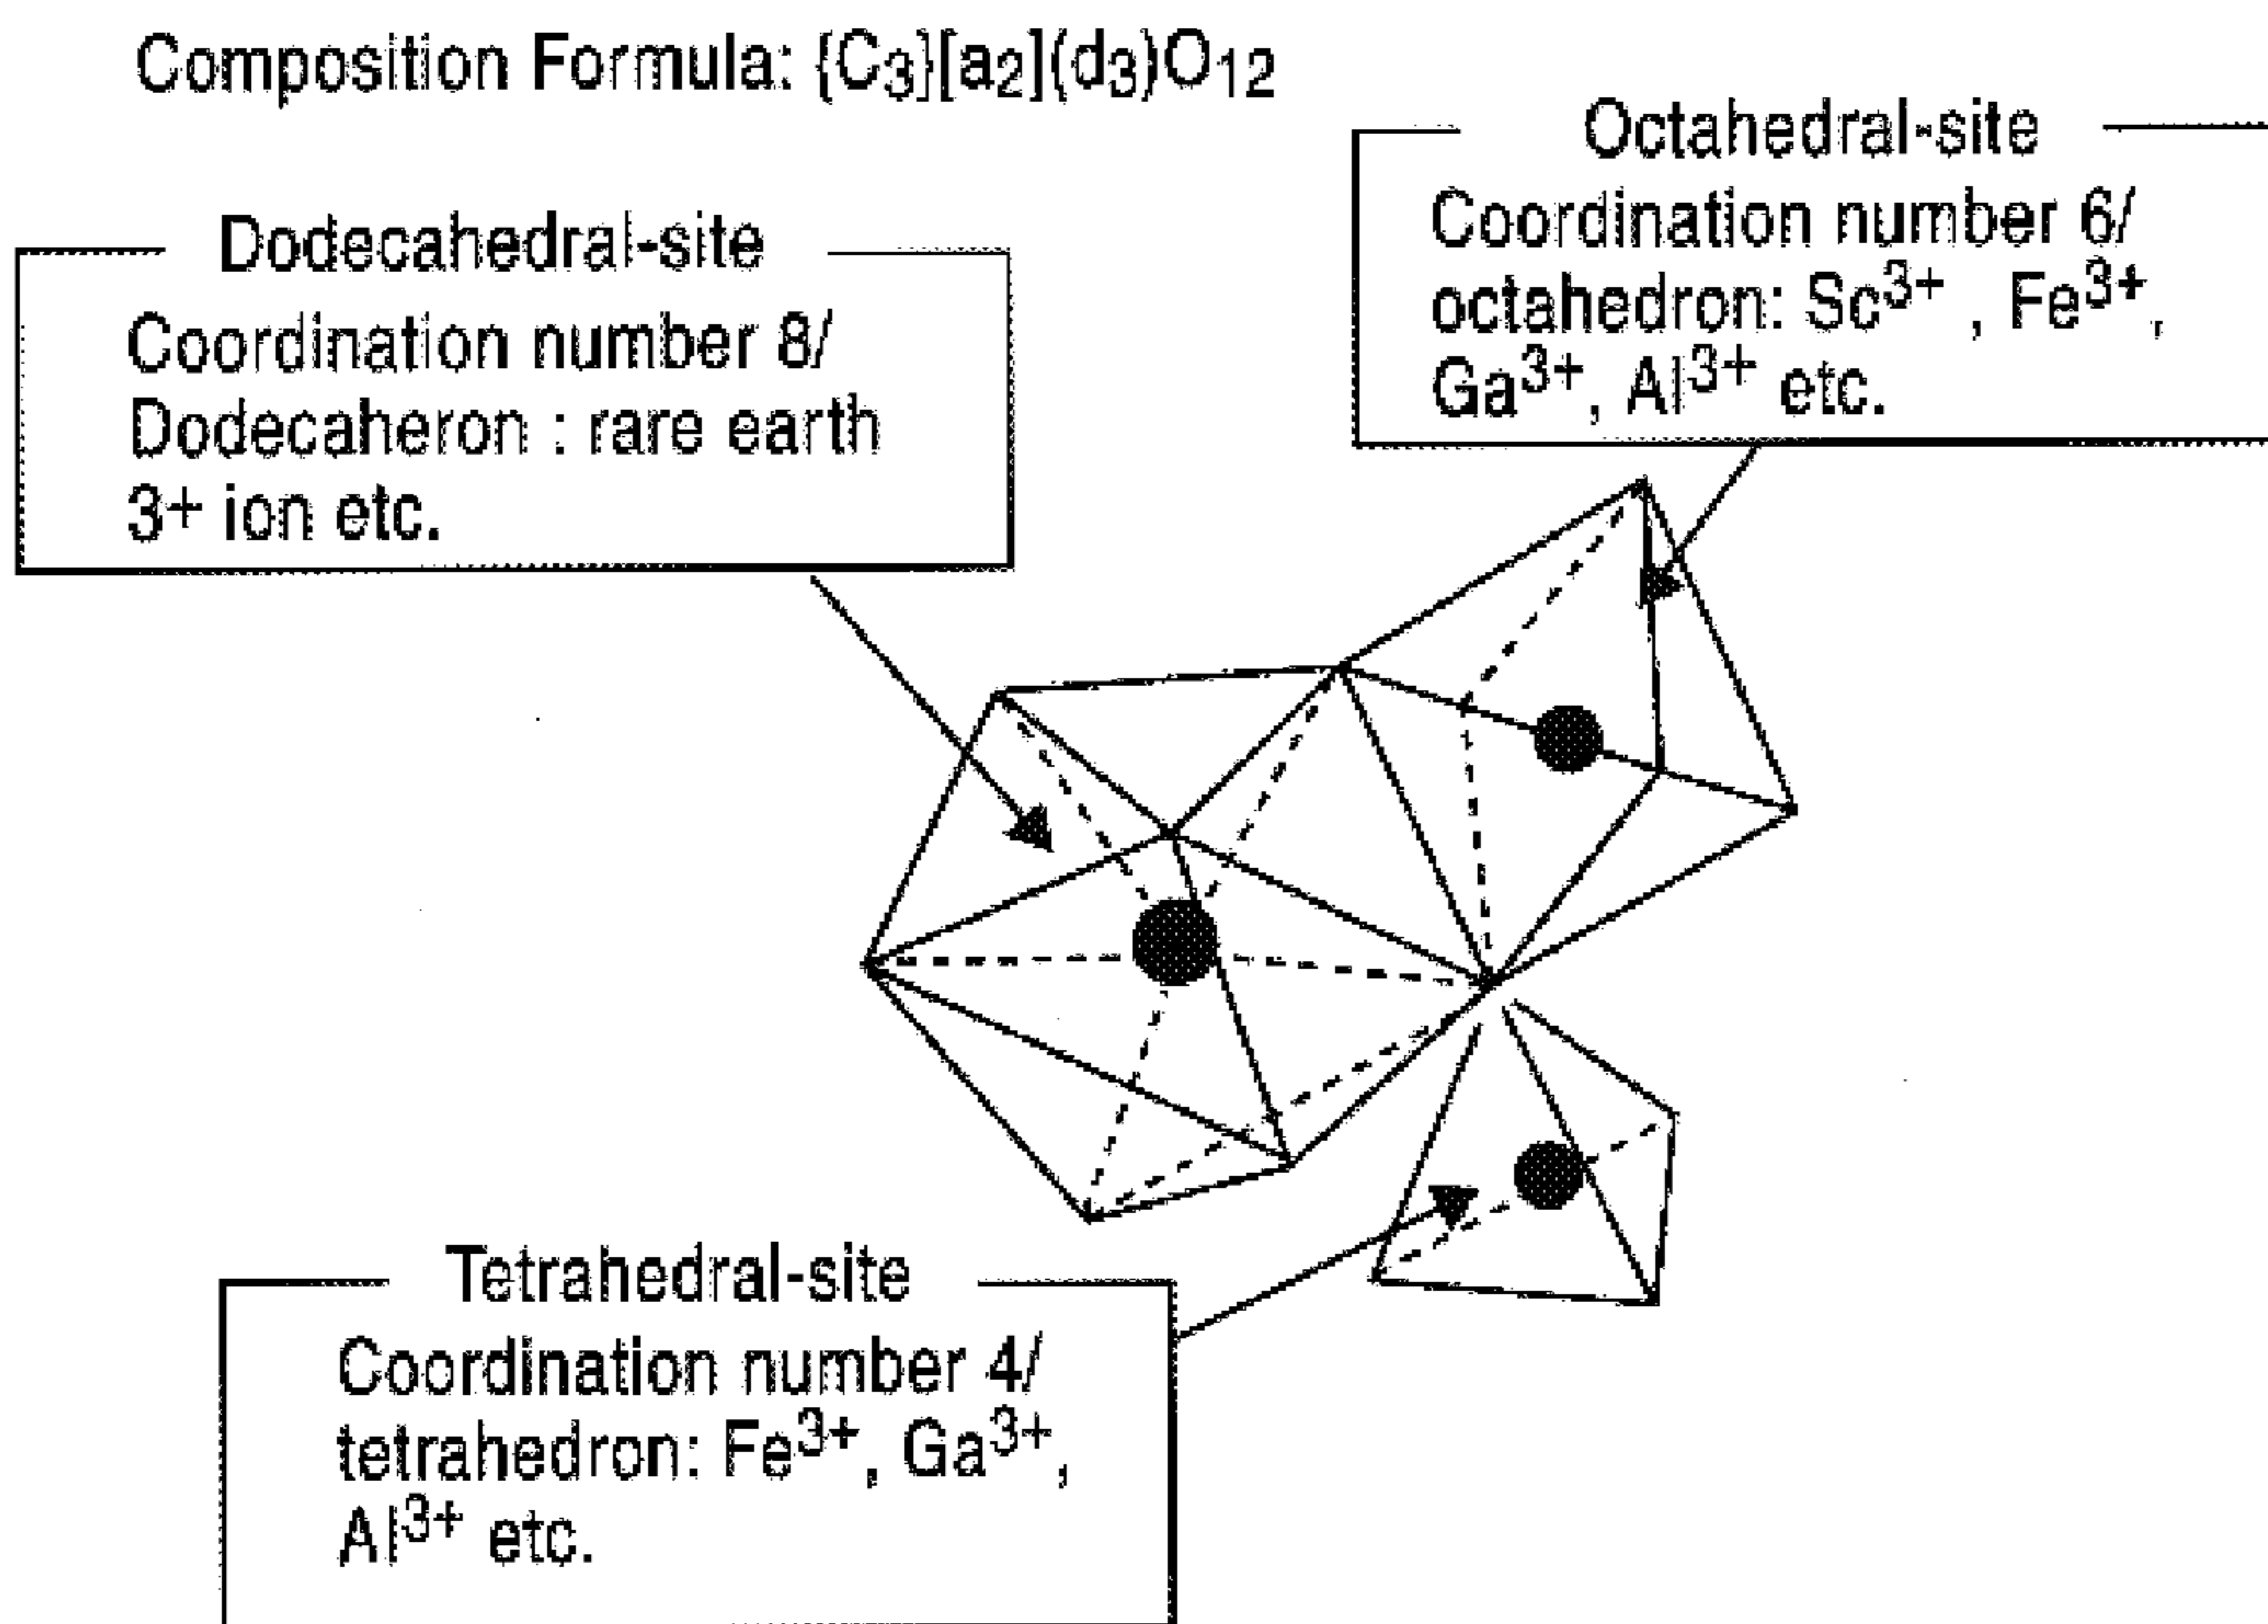 Composition Formula: {C3}[a2](d3)O12
Octahedral-site
Coordination number 6/
octahedron: Sc3+ , Fe3+,
Ga3+, Al3+ etc.
Dodecahedral-site
Coordination number 8/
Dodecaheron : rare earth
3+ ion etc.
Tetrahedral-site
Coordination number 4/
tetrahedron: Fe3+, Ga3+,
Al3+ etc.